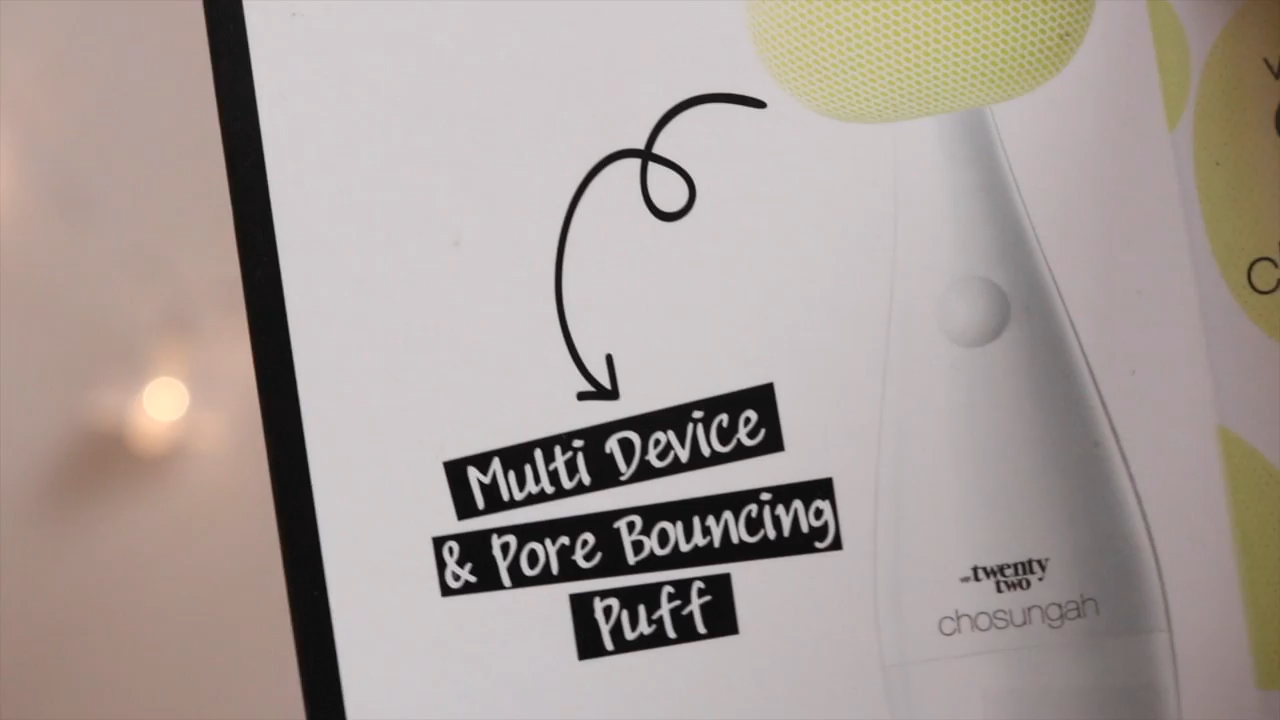 Multi Device
& Pore Bouncing
Puff
twenty
two
chosungah